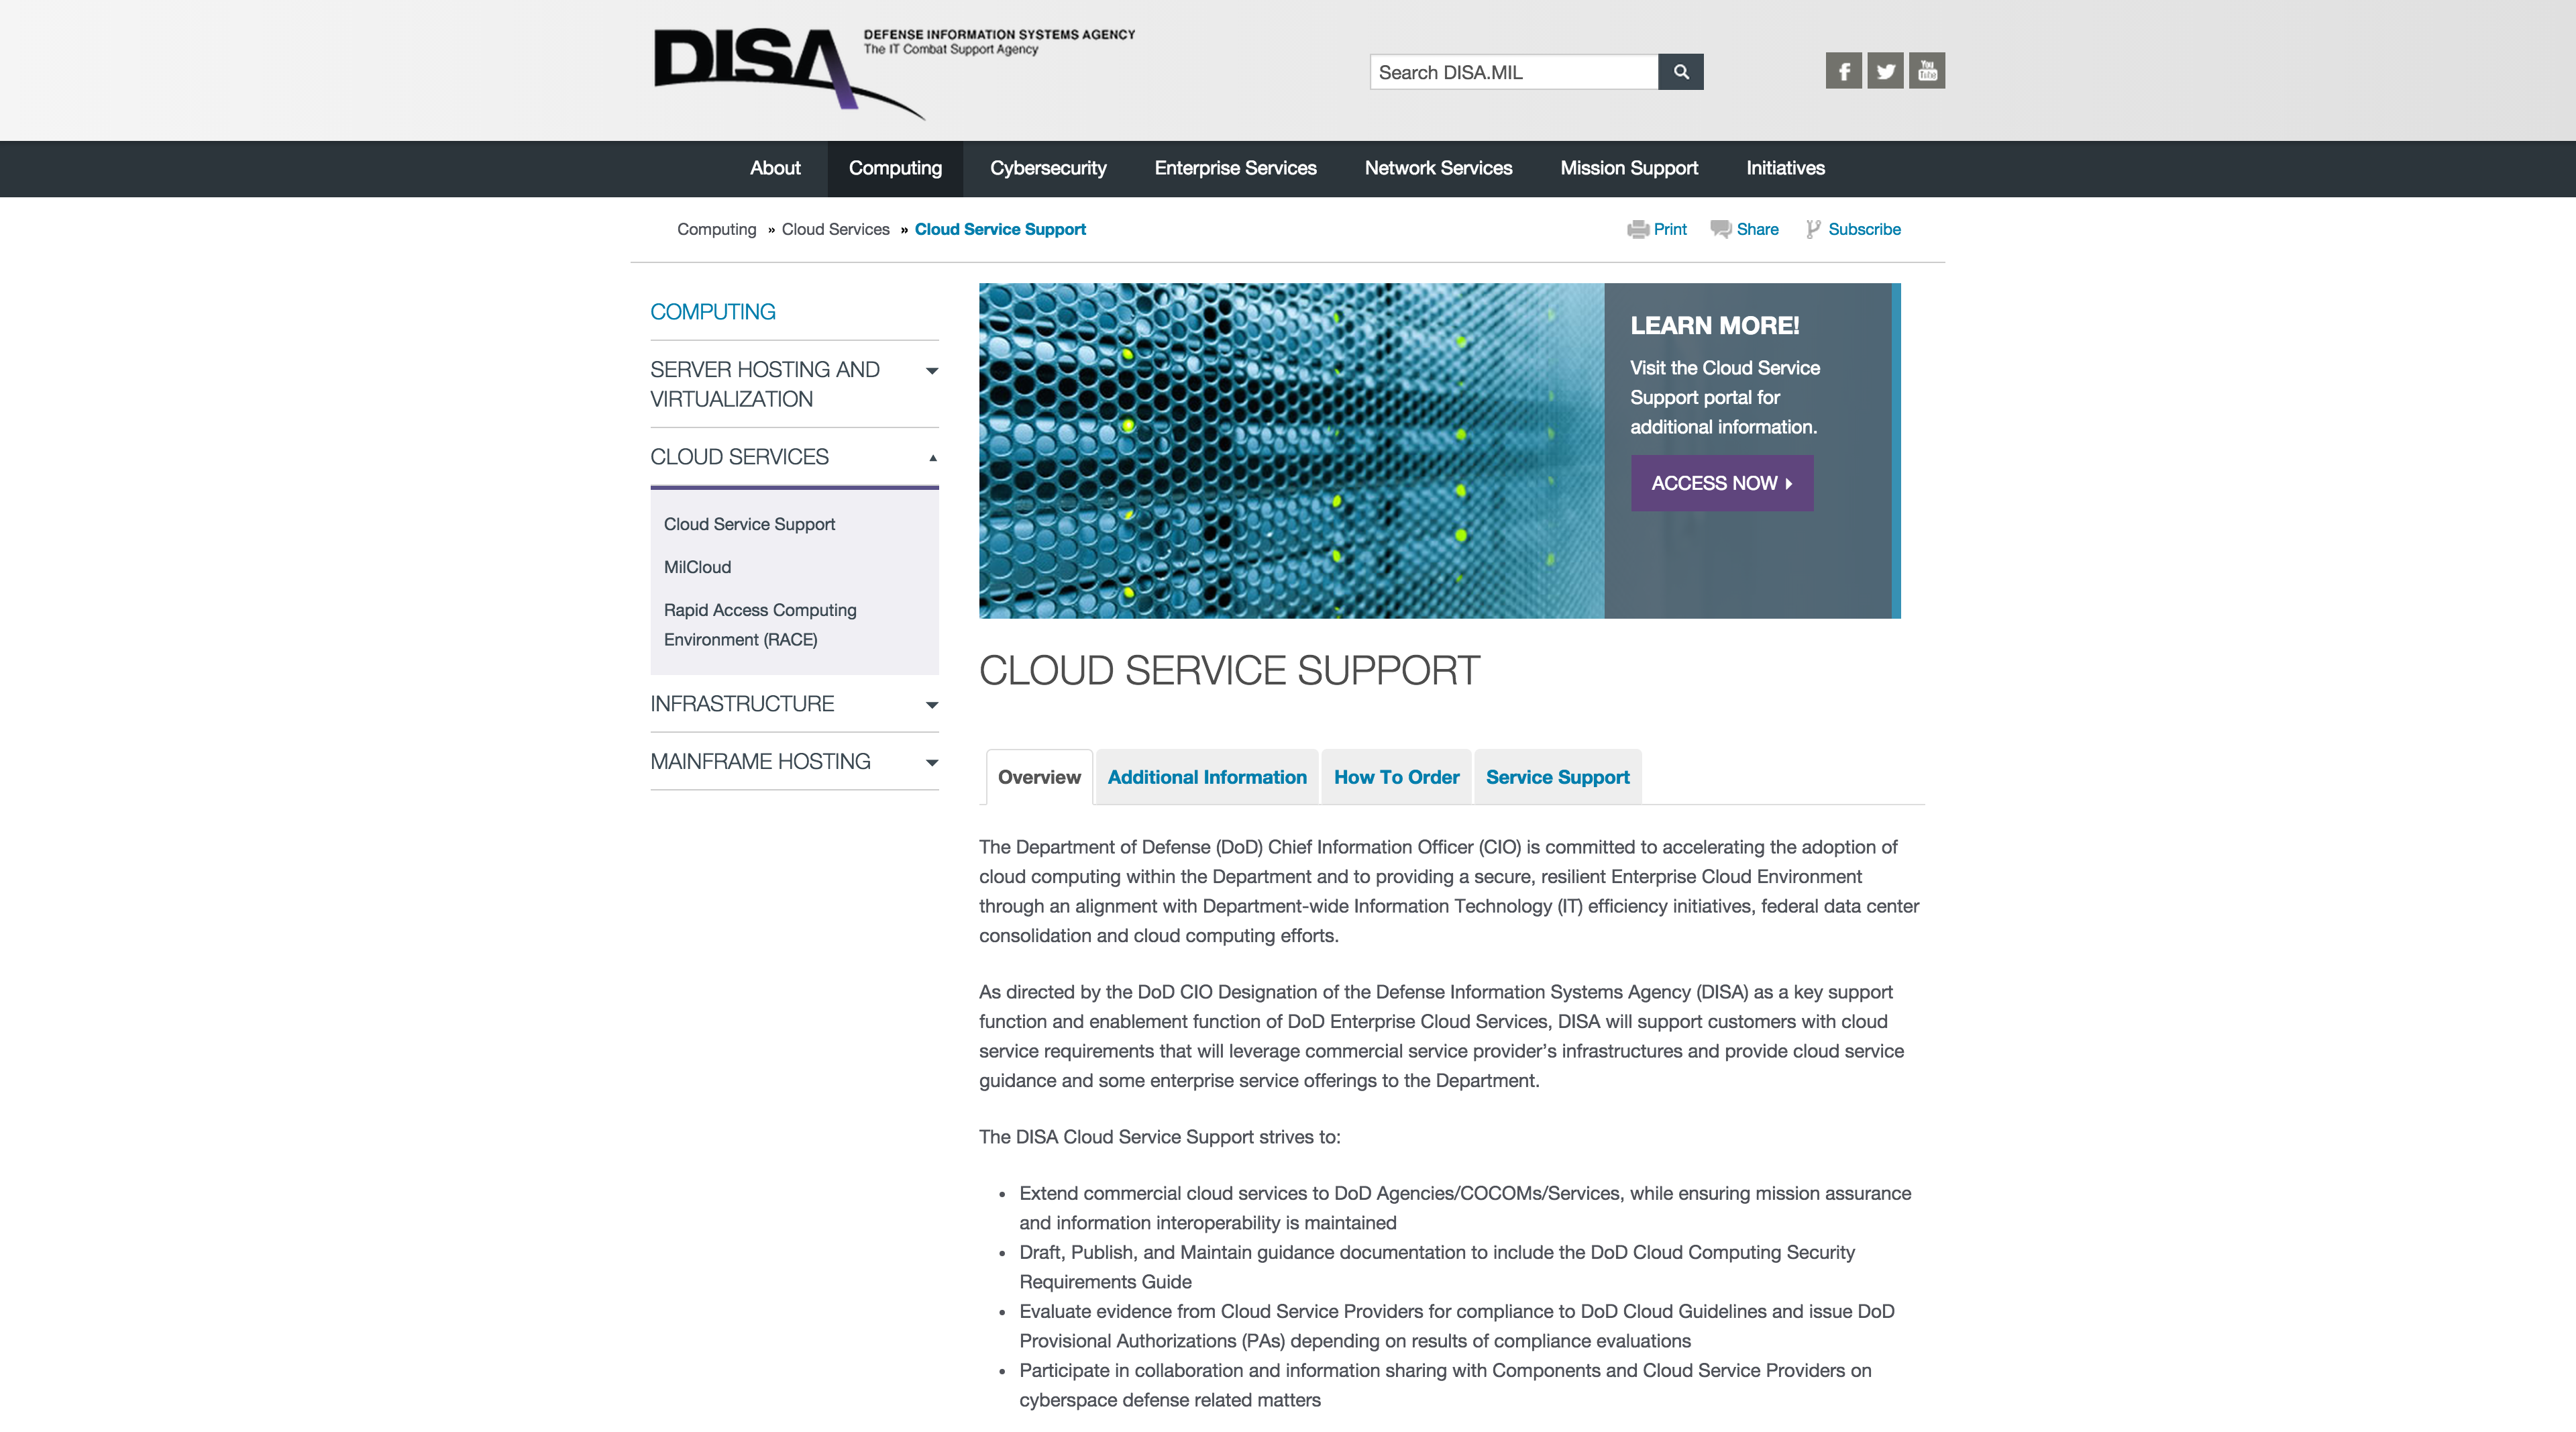 DISA
DEFENSE INFORMATION SYSTEMS AGENCY
The IT Combat Support Agency
Search DISA.MIL
f
You
Tube
About
Computing
Cybersecurity
Enterprise Services
Network Services
Mission Support
Initiatives
Computing » Cloud Services » Cloud Service Support
Print
Share
Subscribe
COMPUTING
SERVER HOSTING AND
VIRTUALIZATION
CLOUD SERVICES
Cloud Service Support
MilCloud
Rapid Access Computing
Environment (RACE)
INFRASTRUCTURE
MAINFRAME HOSTING
LEARN MORE!
Visit the Cloud Service
Support portal for
additional information.
ACCESS NOW
CLOUD SERVICE SUPPORT
Overview
Additional Information
How To Order
Service Support
The Department of Defense (DoD) Chief Information Officer (CIO) is committed to accelerating the adoption of
cloud computing within the Department and to providing a secure, resilient Enterprise Cloud Environment
through an alignment with Department-wide Information Technology (IT) efficiency initiatives, federal data center
consolidation and cloud computing efforts.
As directed by the DoD CIO Designation of the Defense Information Systems Agency (DISA) as a key support
function and enablement function of DoD Enterprise Cloud Services, DISA will support customers with cloud
service requirements that will leverage commercial service provider’s infrastructures and provide cloud service
guidance and some enterprise service offerings to the Department.
The DISA Cloud Service Support strives to:
• Extend commercial cloud services to DoD Agencies/COCOMs/Services, while ensuring mission assurance
and information interoperability is maintained
• Draft, Publish, and Maintain guidance documentation to include the DoD Cloud Computing Security
Requirements Guide
• Evaluate evidence from Cloud Service Providers for compliance to DoD Cloud Guidelines and issue DoD
Provisional Authorizations (PAs) depending on results of compliance evaluations
• Participate in collaboration and information sharing with Components and Cloud Service Providers on
cyberspace defense related matters